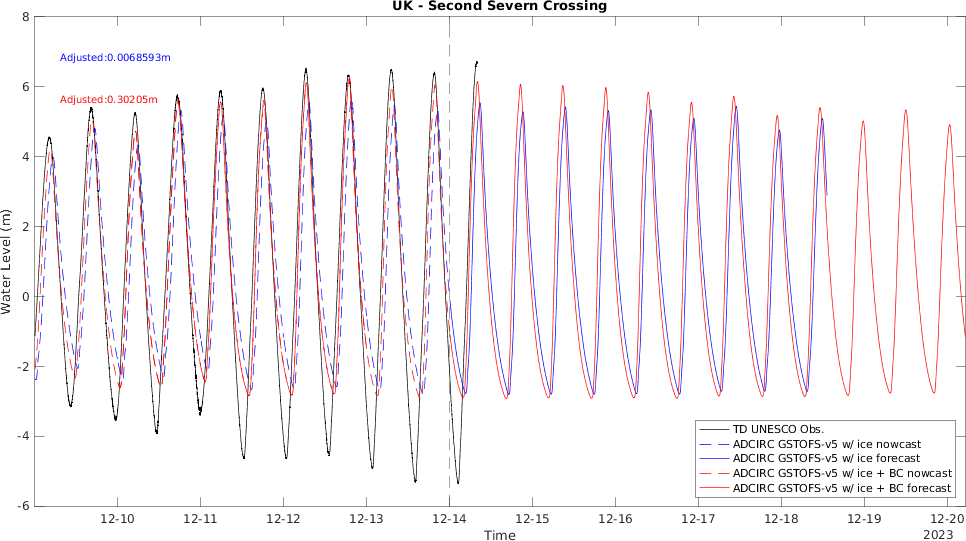 UK - Second Severn Crossing
8
6
4
2
0
-2
-4
-6
Water Level (m)
Adjusted:0.0068593m
Adjusted:0.30205m
TD UNESCO Obs.
ADCIRC GSTOFS-v5 w/ ice nowcast
ADCIRC GSTOFS-v5 w/ ice forecast
ADCIRC GSTOFS-v5 w/ ice + BC nowcast
ADCIRC GSTOFS-v5 w/ ice + BC forecast
12-10 12-11 12-12 12-13 12-14 12-15 12-16 12-17 12-18 12-19 12-20
Time
2023